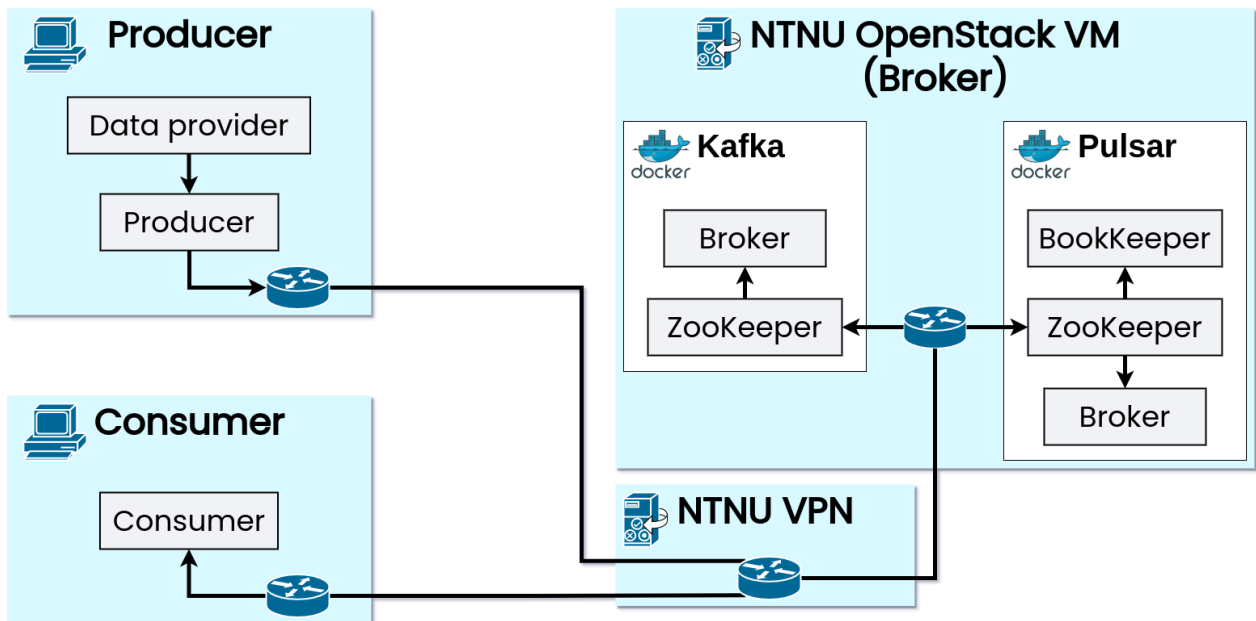 Producer
Data provider
Producer
Consumer
Consumer
NTNU OpenStack VM
(Broker)
docker
Kafka
Broker
ZooKeeper
docker
Pulsar
BookKeeper
ZooKeeper
Broker
NTNU VPN